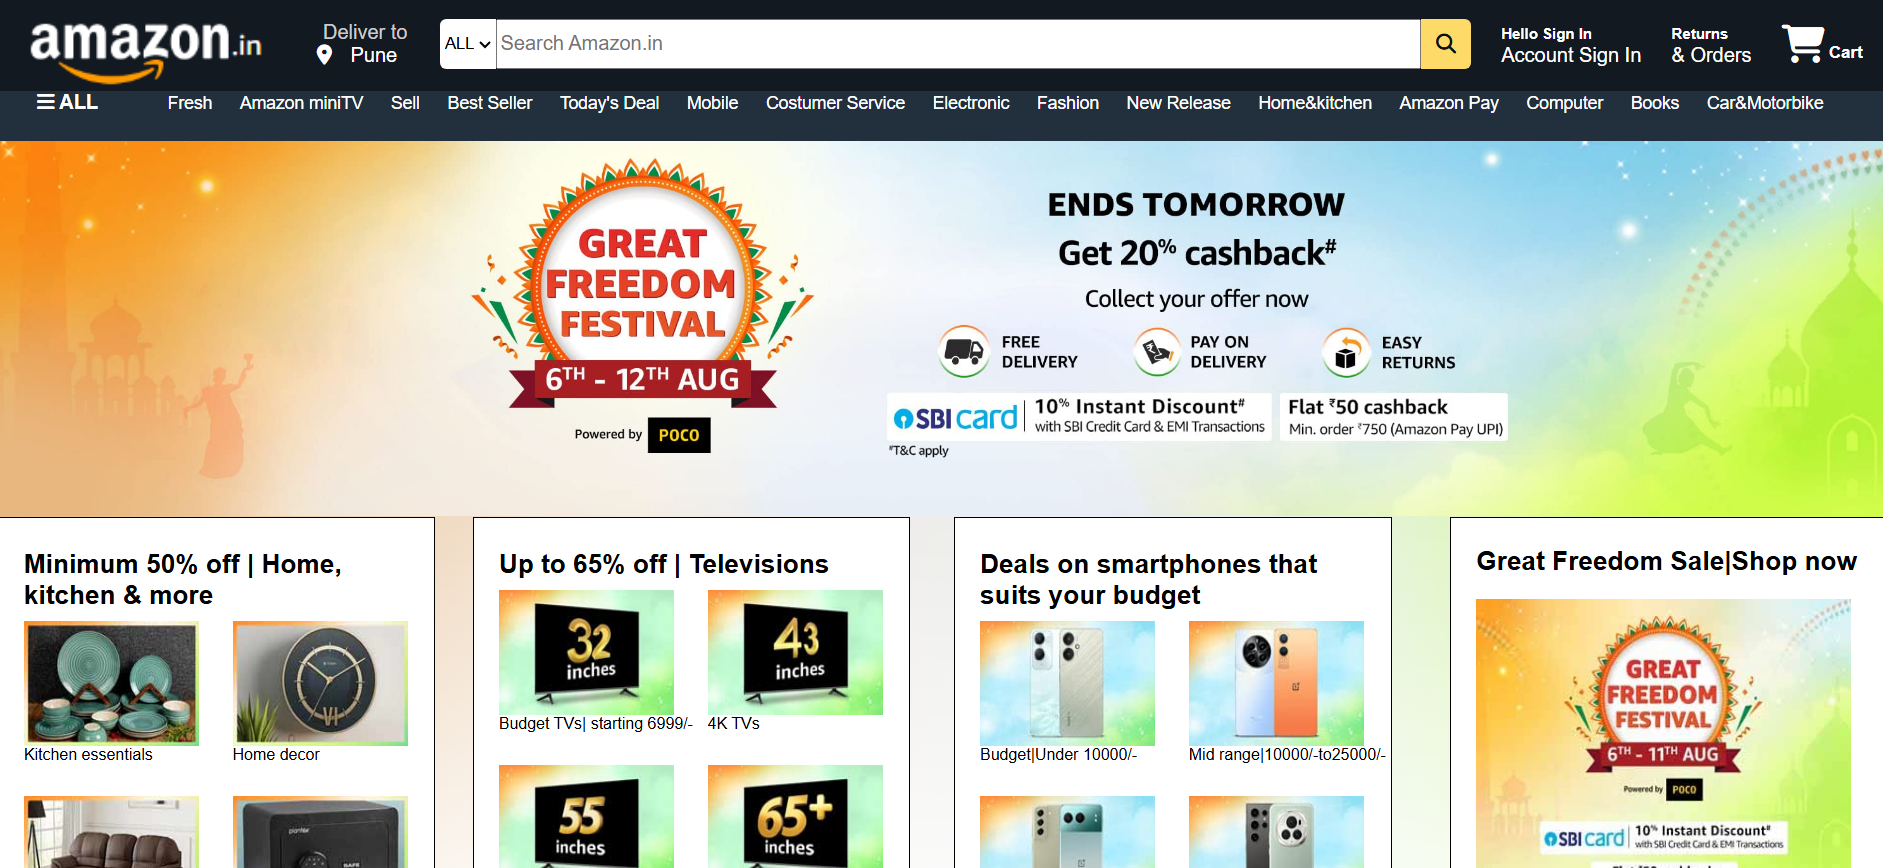 amazon.in
Deliver to
Pune
ALL
Search Amazon.in
Hello Sign In
Account Sign In
Returns
& Orders
Cart
ALL
Fresh
Amazon miniTV
Sell
Best Seller
Today's Deal
Mobile
Costumer Service
Electronic
Fashion
New Release
Home&kitchen
Amazon Pay
Computer
Books
Car&Motorbike
GREAT
FREEDOM
FESTIVAL
6TH - 12TH AUG
Powered by POCO
ENDS TOMORROW
Get 20% cashback#
Collect your offer now
FREE
DELIVERY
PAY ON
DELIVERY
EASY
RETURNS
SBI card
10% Instant Discount#
with SBI Credit Card & EMI Transactions
Flat ₹50 cashback
Min. order ₹750 (Amazon Pay UPI)
#T&C apply
Minimum 50% off | Home,
kitchen & more
Kitchen essentials
Home decor
plantex
SAFE
Up to 65% off | Televisions
32
inches
43
inches
Budget TVs| starting 6999/-
4K TVs
55
inches
65+
inches
Deals on smartphones that
suits your budget
Budget|Under 10000/-
Mid range|10000/-to25000/-
Great Freedom Sale|Shop now
GREAT
FREEDOM
FESTIVAL
6TH - 11TH AUG
Powered by POCO
SBI card
10% Instant Discount#
with SBI Credit Card & EMI Transactions